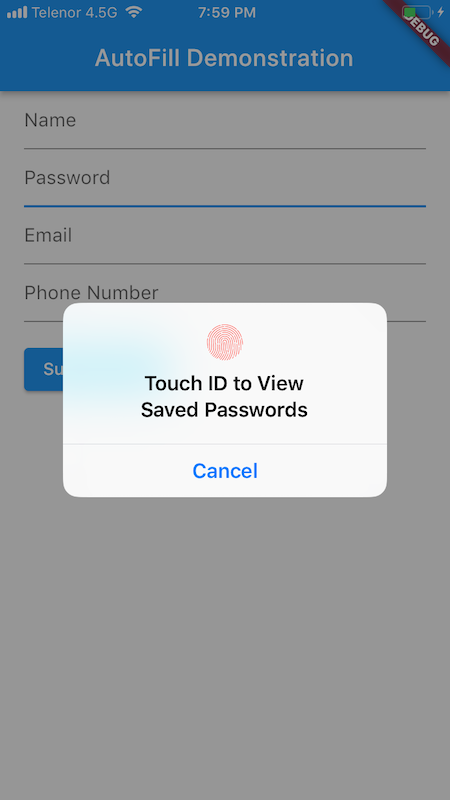 Telenor 4.5G 7:59 PM
DEBUG
AutoFill Demonstration
Name
Password
Email
Phone Number
Su
Touch ID to View
Saved Passwords
Cancel